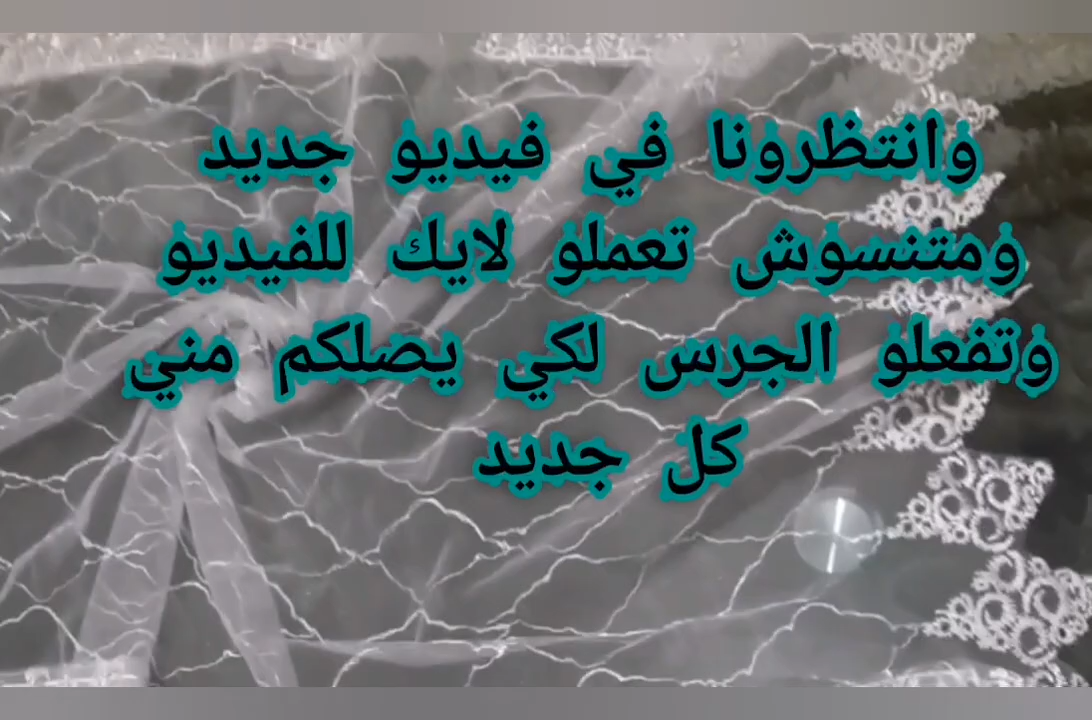 وانتظرونا في فيديو جديد
ومتنسوش تعملو لايك للفيديو
وتفعلو الجرس لكي يصلكم مني
كل جديد